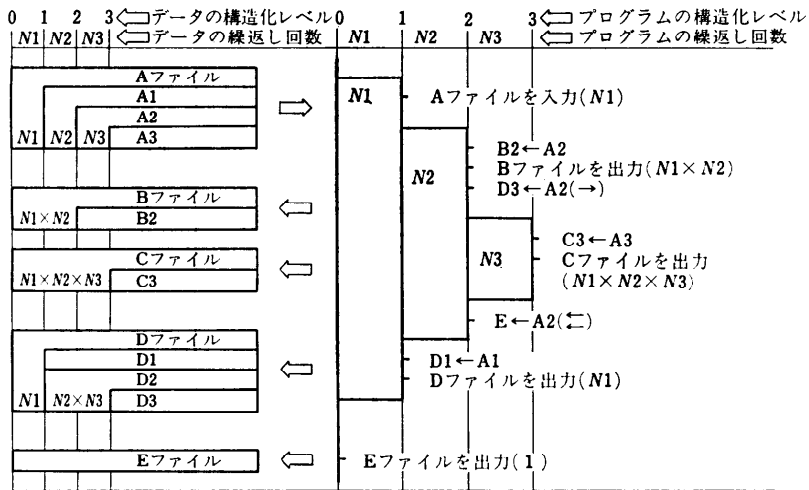 0 1 2 3 ⇦データの構造化レベル
N1 N2 N3 ⇦データの繰返し回数
Aファイル
A1
A2
N1 N2 N3 A3
Bファイル
N1×N2 B2
Cファイル
N1×N2×N3 C3
Dファイル
D1
D2
N1 N2×N3 D3
Eファイル
0 1 2 3 ⇦プログラムの構造化レベル
N1 N2 N3 ⇦プログラムの繰返し回数
N1
Aファイルを入力(N1)
N2
B2←A2
Bファイルを出力(N1×N2)
D3←A2(→)
N3
C3←A3
Cファイルを出力
(N1×N2×N3)
E←A2(⇆)
D1←A1
Dファイルを出力(N1)
Eファイルを出力(1)